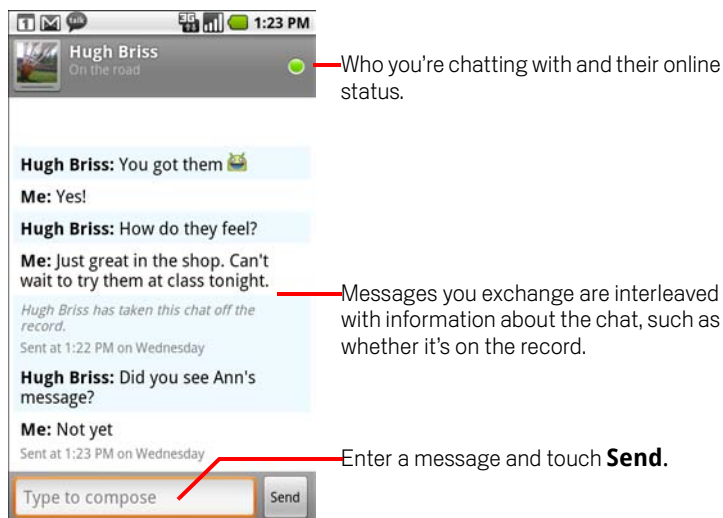 1 talk 3G 1:23 PM
Hugh Briss
On the road
Who you're chatting with and their online
status.
Hugh Briss: You got them
Me: Yes!
Hugh Briss: How do they feel?
Me: Just great in the shop. Can't
wait to try them at class tonight.
Hugh Briss has taken this chat off the
record.
Sent at 1:22 PM on Wednesday
Messages you exchange are interleaved
with information about the chat, such as
whether it's on the record.
Hugh Briss: Did you see Ann's
message?
Me: Not yet
Sent at 1:23 PM on Wednesday
Enter a message and touch Send.
Type to compose
Send